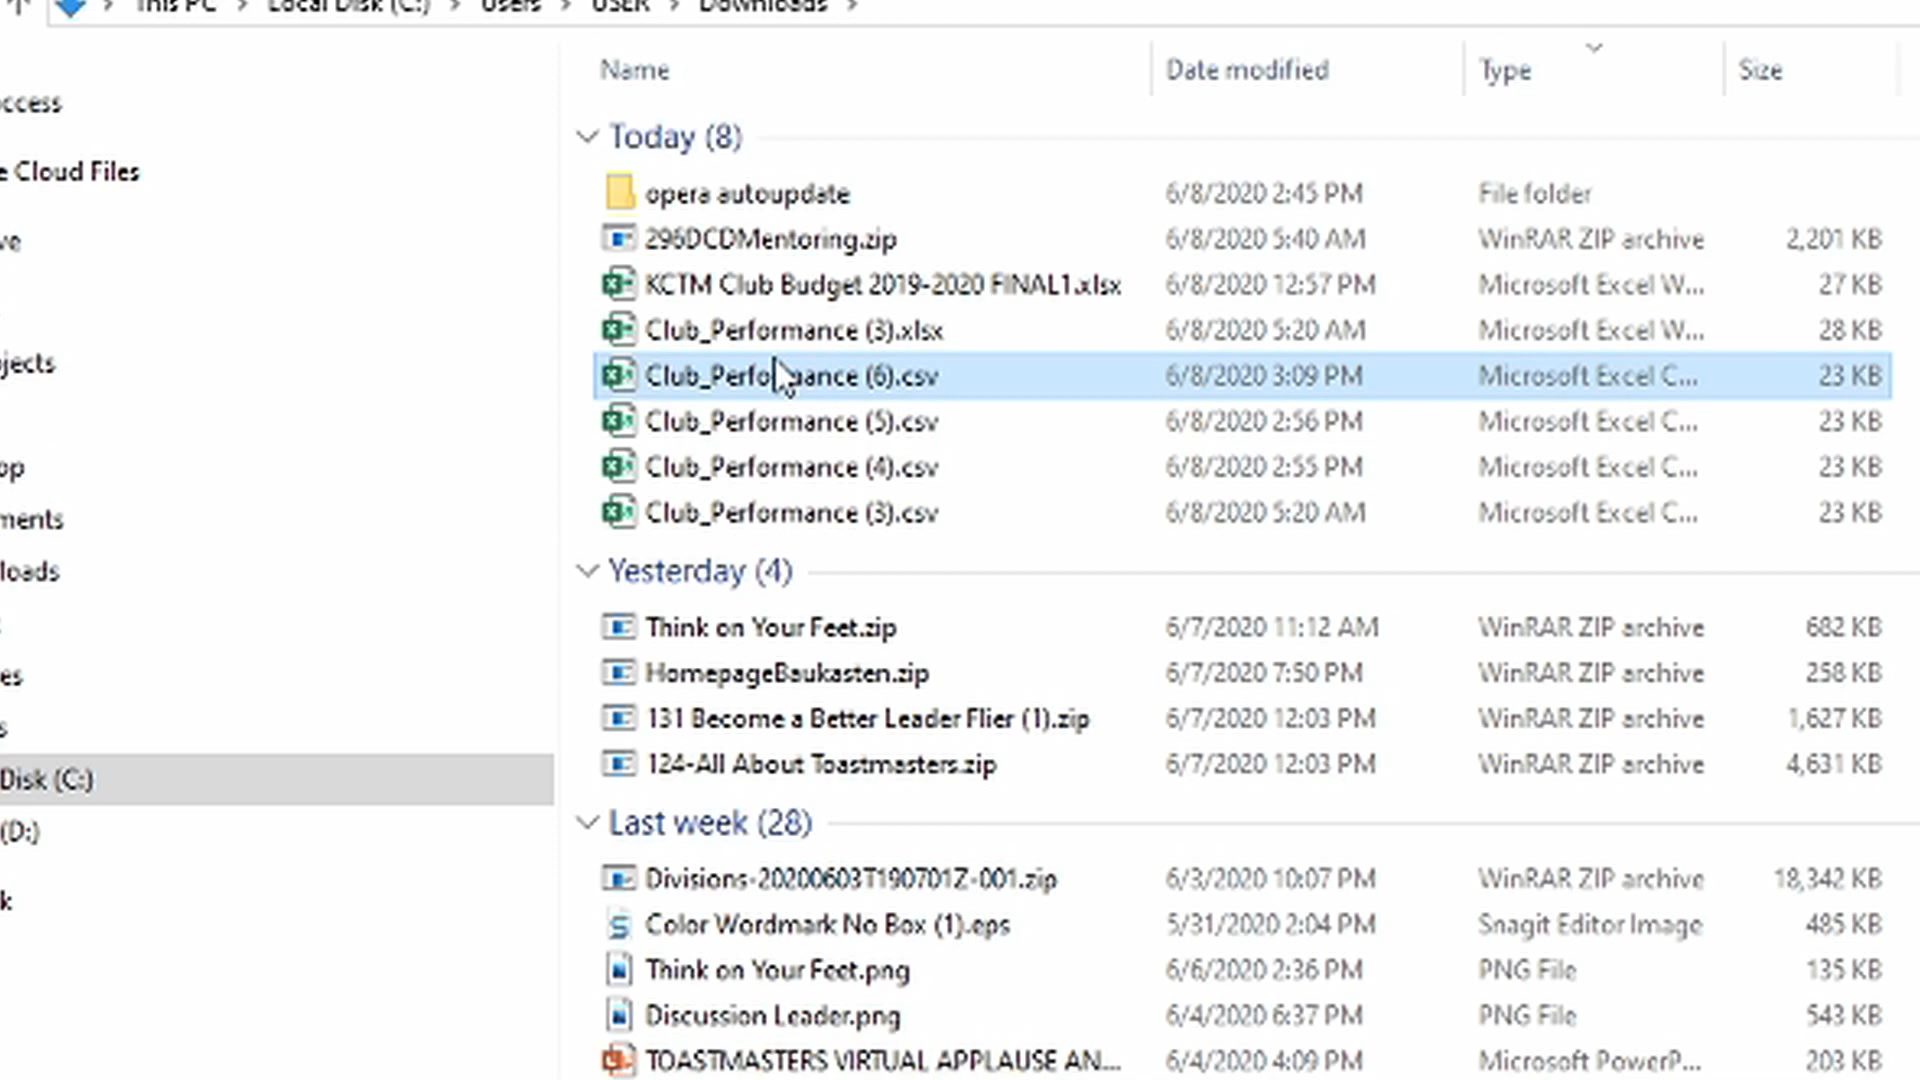 This PC > Local Disk (C:) > Users > USER > Downloads >
Name Date modified Type Size
ccess
e Cloud Files
ve
jects
op
ments
loads
es
s
Disk (C:)
(D:)
k
Today (8)
opera autoupdate 6/8/2020 2:45 PM File folder
296DCDMentoring.zip 6/8/2020 5:40 AM WinRAR ZIP archive 2,201 KB
KCTM Club Budget 2019-2020 FINAL1.xlsx 6/8/2020 12:57 PM Microsoft Excel W... 27 KB
Club_Performance (3).xlsx 6/8/2020 5:20 AM Microsoft Excel W... 28 KB
Club_Performance (6).csv 6/8/2020 3:09 PM Microsoft Excel C... 23 KB
Club_Performance (5).csv 6/8/2020 2:56 PM Microsoft Excel C... 23 KB
Club_Performance (4).csv 6/8/2020 2:55 PM Microsoft Excel C... 23 KB
Club_Performance (3).csv 6/8/2020 5:20 AM Microsoft Excel C... 23 KB
Yesterday (4)
Think on Your Feet.zip 6/7/2020 11:12 AM WinRAR ZIP archive 682 KB
HomepageBaukasten.zip 6/7/2020 7:50 PM WinRAR ZIP archive 258 KB
131 Become a Better Leader Flier (1).zip 6/7/2020 12:03 PM WinRAR ZIP archive 1,627 KB
124-All About Toastmasters.zip 6/7/2020 12:03 PM WinRAR ZIP archive 4,631 KB
Last week (28)
Divisions-20200603T190701Z-001.zip 6/3/2020 10:07 PM WinRAR ZIP archive 18,342 KB
Color Wordmark No Box (1).eps 5/31/2020 2:04 PM Snagit Editor Image 485 KB
Think on Your Feet.png 6/6/2020 2:36 PM PNG File 135 KB
Discussion Leader.png 6/4/2020 6:37 PM PNG File 543 KB
TOASTMASTERS VIRTUAL APPLAUSE AN... 6/4/2020 4:09 PM Microsoft PowerP... 203 KB